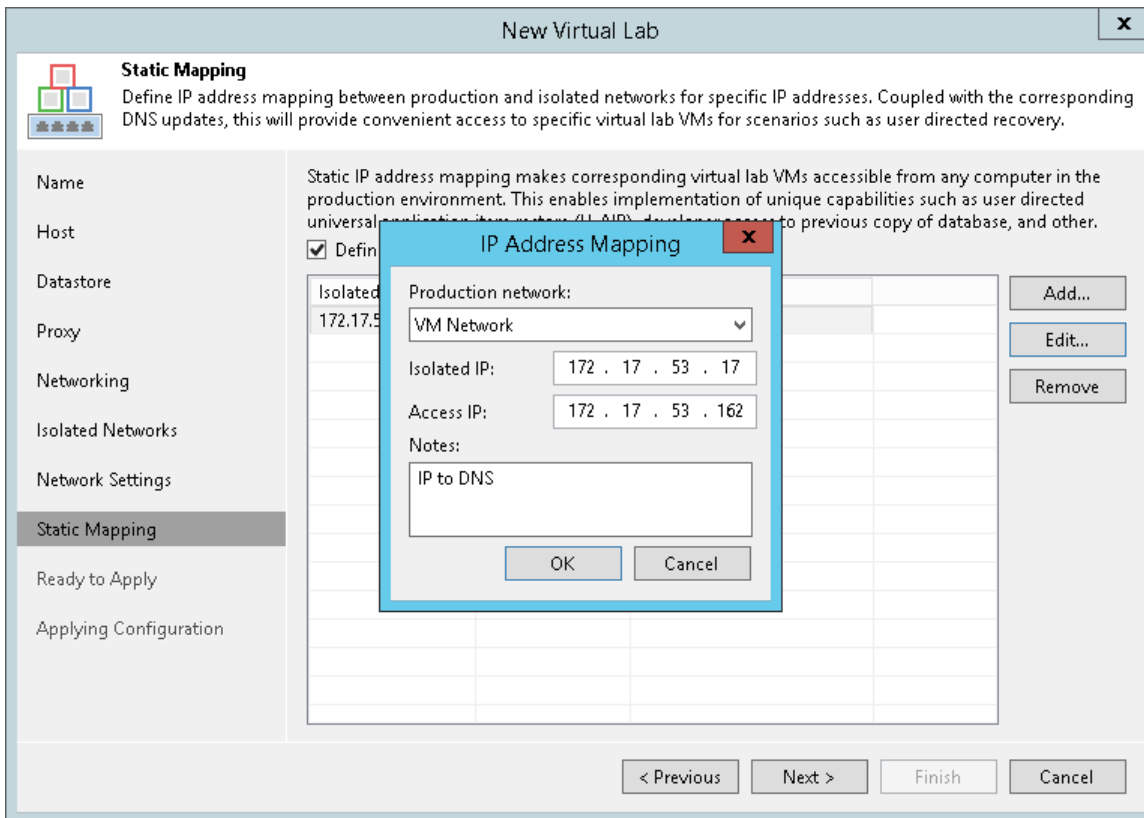 New Virtual Lab
x
Static Mapping
Define IP address mapping between production and isolated networks for specific IP addresses. Coupled with the corresponding
DNS updates, this will provide convenient access to specific virtual lab VMs for scenarios such as user directed recovery.
Name
Host
Datastore
Proxy
Networking
Isolated Networks
Network Settings
Static Mapping
Ready to Apply
Applying Configuration
Static IP address mapping makes corresponding virtual lab VMs accessible from any computer in the
production environment. This enables implementation of unique capabilities such as user directed
universal application item restore (U-AIR), developer access to previous copy of database, and other.
Defin
Isolated
172.17.5
IP Address Mapping
x
Production network:
VM Network
Isolated IP:
172 . 17 . 53 . 17
Access IP:
172 . 17 . 53 . 162
Notes:
IP to DNS
OK
Cancel
Add...
Edit...
Remove
< Previous
Next >
Finish
Cancel